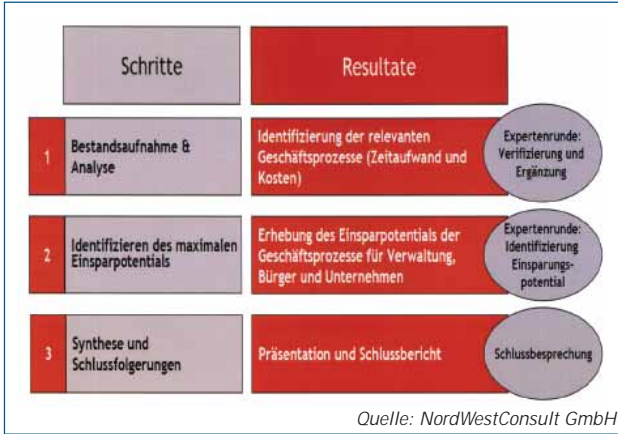 Schritte
Resultate
1
Bestandsaufnahme &
Analyse
Identifizierung der relevanten
Geschäftsprozesse (Zeitaufwand und
Kosten)
Expertenrunde:
Verifizierung und
Ergänzung
2
Identifizieren des maximalen
Einsparpotentials
Erhebung des Einsparpotentials der
Geschäftsprozesse für Verwaltung,
Bürger und Unternehmen
Expertenrunde:
Identifizierung
Einsparungs-
potential
3
Synthese und
Schlussfolgerungen
Präsentation und Schlussbericht
Schlussbesprechung
Quelle: NordWestConsult GmbH